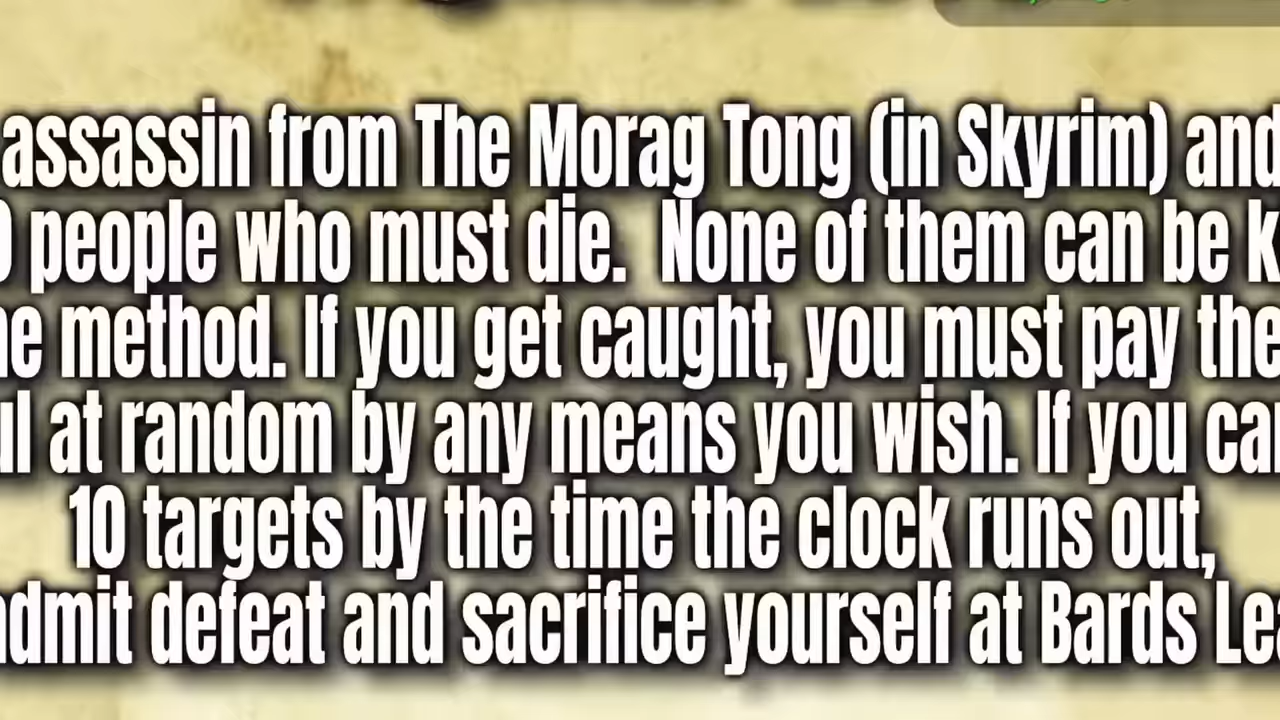 assassin from The Morag Tong (in Skyrim) and
people who must die. None of them can be
method. If you get caught, you must pay the
at random by any means you wish. If you
10 targets by the time the clock runs out,
admit defeat and sacrifice yourself at Bards